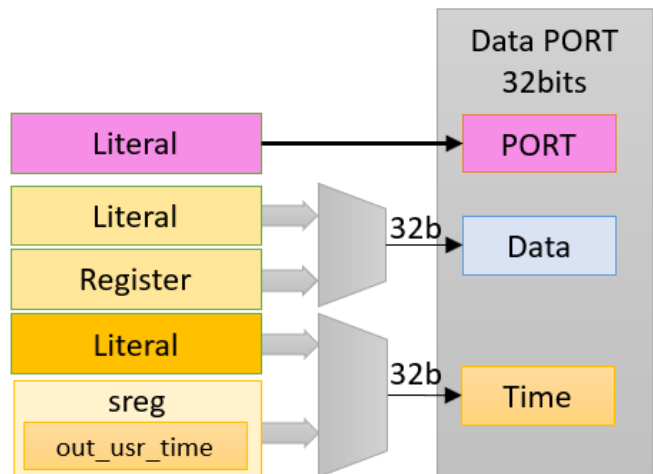 Data PORT
32bits
Literal
PORT
Literal
32b
Data
Register
Literal
32b
Time
sreg
out_usr_time